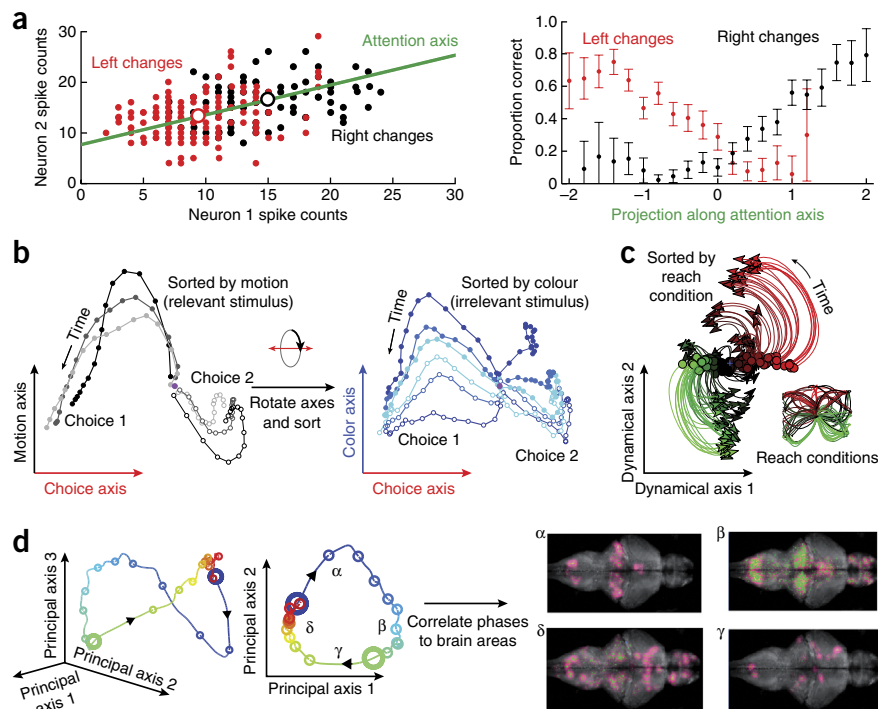 a
30
20
10
0
Neuron 2 spike counts
Left changes
Attention axis
Right changes
0 5 10 15 20 25 30
Neuron 1 spike counts
1.0
0.8
0.6
0.4
0.2
0
Proportion correct
Left changes
Right changes
–2 –1 0 1 2
Projection along attention axis
b
Sorted by motion
(relevant stimulus)
Time
Choice 2
Choice 1
Motion axis
Choice axis
Rotate axes
and sort
Sorted by colour
(irrelevant stimulus)
Time
Choice 1
Choice 2
Color axis
Choice axis
c
Sorted by
reach
condition
Time
Dynamical axis 2
Reach conditions
Dynamical axis 1
d
Principal axis 3
Principal axis 2
Principal
axis 1
Principal axis 2
α
β
δ
γ
Principal axis 1
Correlate phases
to brain areas
α
β
δ
γ